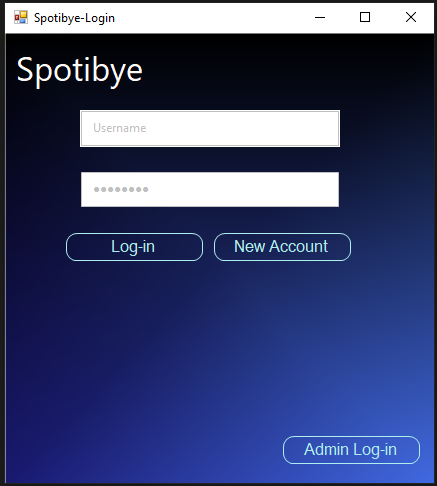 Spotibye-Login
Spotibye
Username
●●●●●●●●
Log-in
New Account
Admin Log-in